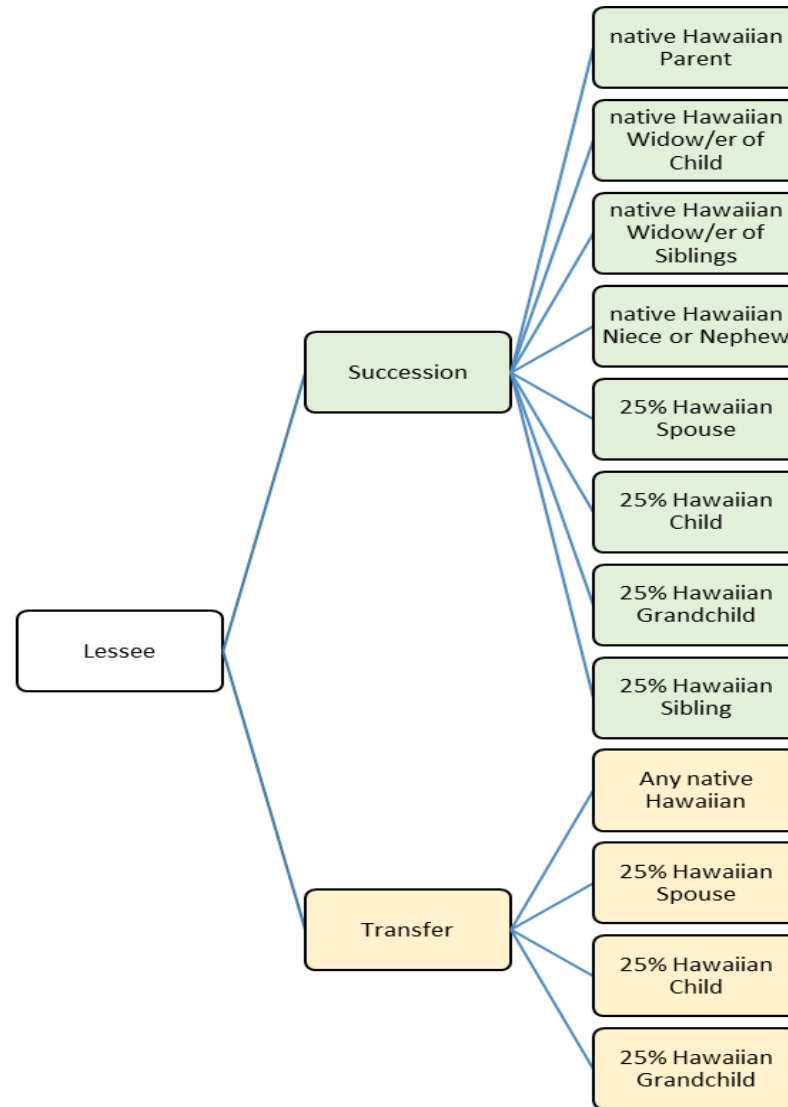 native Hawaiian
Parent
native Hawaiian
Widow/er of
Child
native Hawaiian
Widow/er of
Siblings
native Hawaiian
Niece or Nephew
Succession
25% Hawaiian
Spouse
25% Hawaiian
Child
25% Hawaiian
Grandchild
25% Hawaiian
Sibling
Lessee
Any native
Hawaiian
25% Hawaiian
Spouse
Transfer
25% Hawaiian
Child
25% Hawaiian
Grandchild